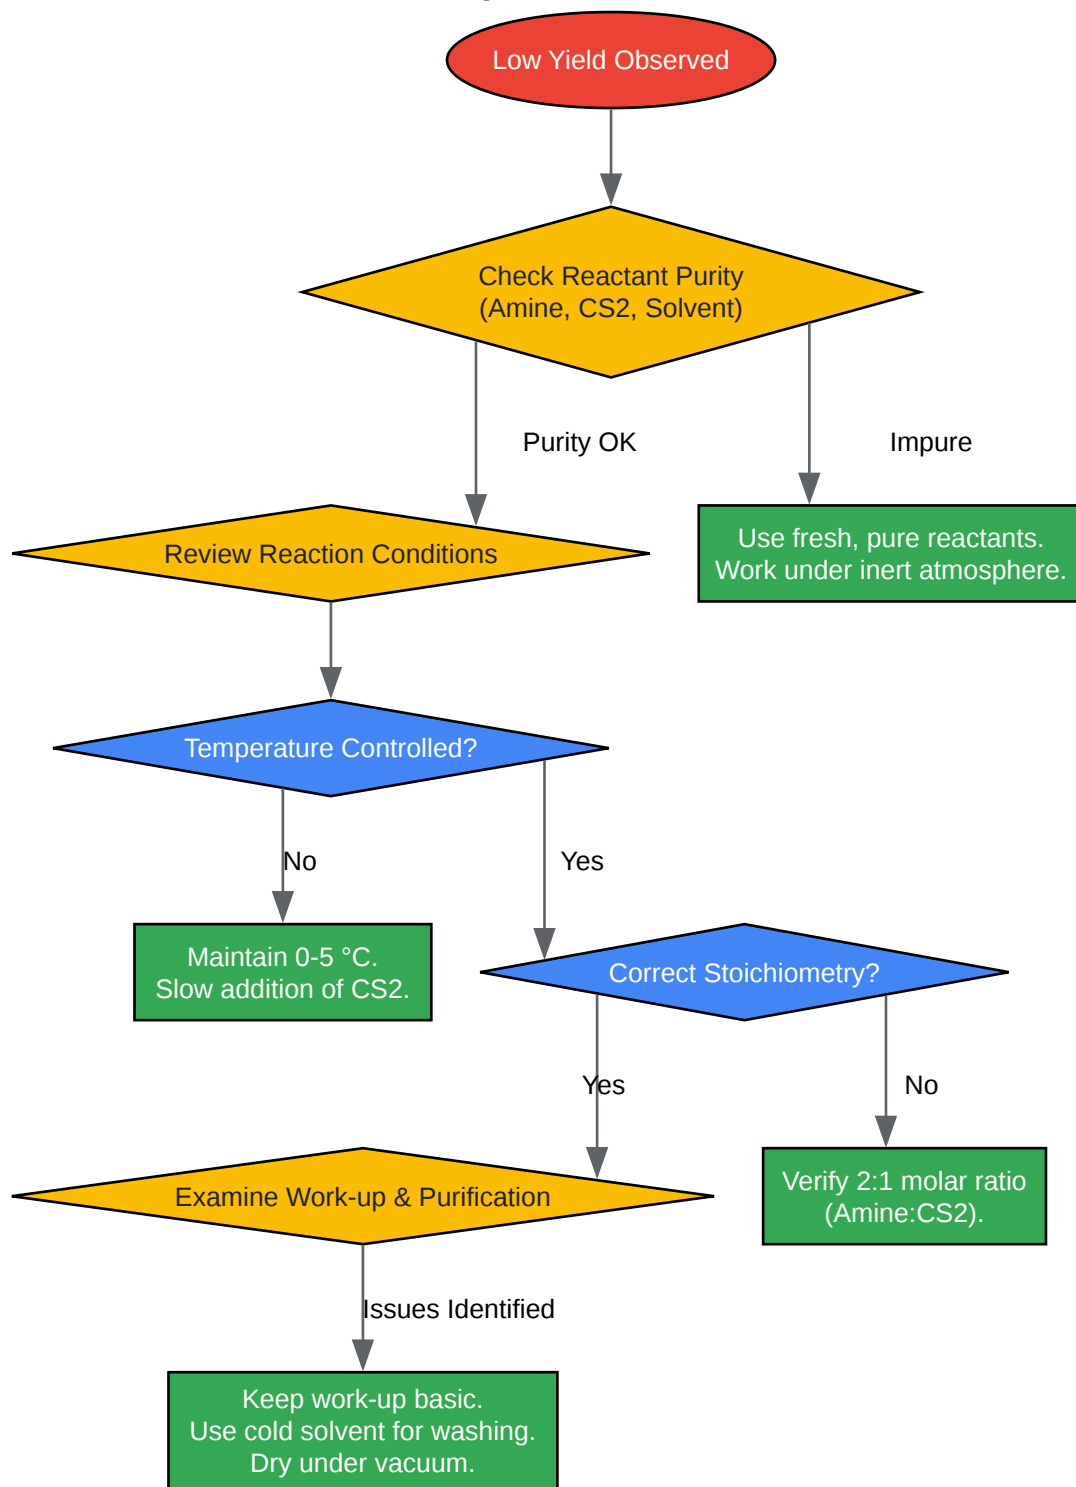 Low Yield Observed
Check Reactant Purity
(Amine, CS2, Solvent)
Purity OK
Impure
Review Reaction Conditions
Use fresh, pure reactants.
Work under inert atmosphere.
Temperature Controlled?
No
Yes
Maintain 0-5 °C.
Slow addition of CS2.
Correct Stoichiometry?
Yes
No
Examine Work-up & Purification
Verify 2:1 molar ratio
(Amine:CS2).
Issues Identified
Keep work-up basic.
Use cold solvent for washing.
Dry under vacuum.